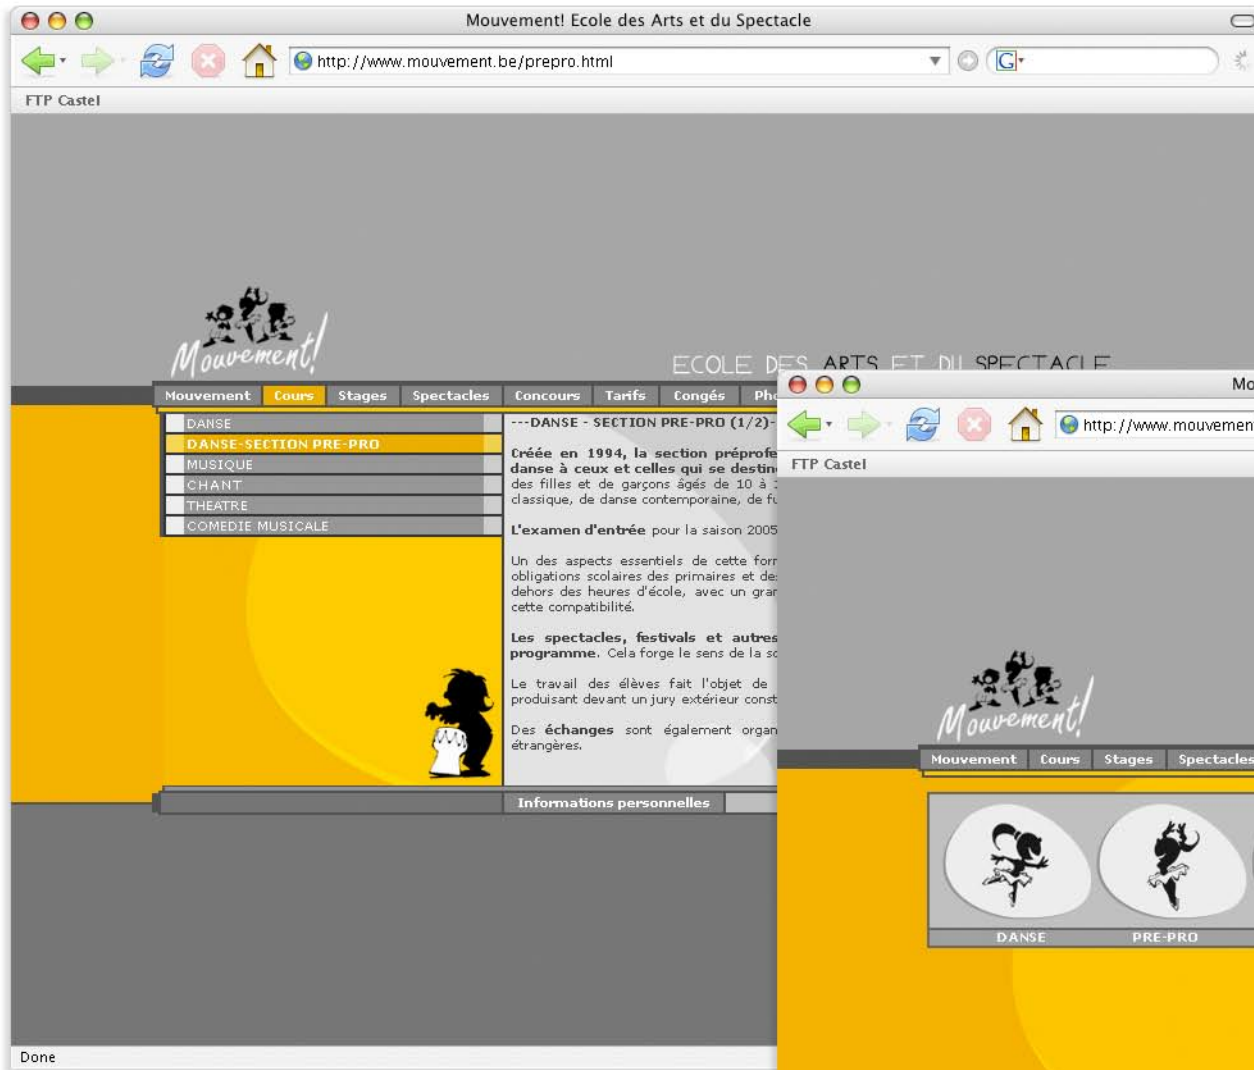 Mouvement! Ecole des Arts et du Spectacle
http://www.mouvement.be/prepro.html
G
FTP Castel
Mouvement!
ECOLE DES ARTS ET DU SPECTACLE
Mouvement Cours Stages Spectacles Concours Tarifs Congés Pho
DANSE
DANSE-SECTION PRE-PRO
MUSIQUE
CHANT
THEATRE
COMEDIE MUSICALE
---DANSE - SECTION PRE-PRO (1/2)-
Créée en 1994, la section préprofe
danse à ceux et celles qui se destin
des filles et de garçons âgés de 10 à
classique, de danse contemporaine, de fu
L'examen d'entrée pour la saison 2005
Un des aspects essentiels de cette for
obligations scolaires des primaires et de
dehors des heures d'école, avec un gran
cette compatibilité.
Les spectacles, festivals et autres
programme. Cela forge le sens de la sc
Le travail des élèves fait l'objet de
produisant devant un jury extérieur const
Des échanges sont également organ
étrangères.
Informations personnelles
Done
Mo
http://www.mouvement
FTP Castel
Mouvement!
Mouvement Cours Stages Spectacles
DANSE PRE-PRO